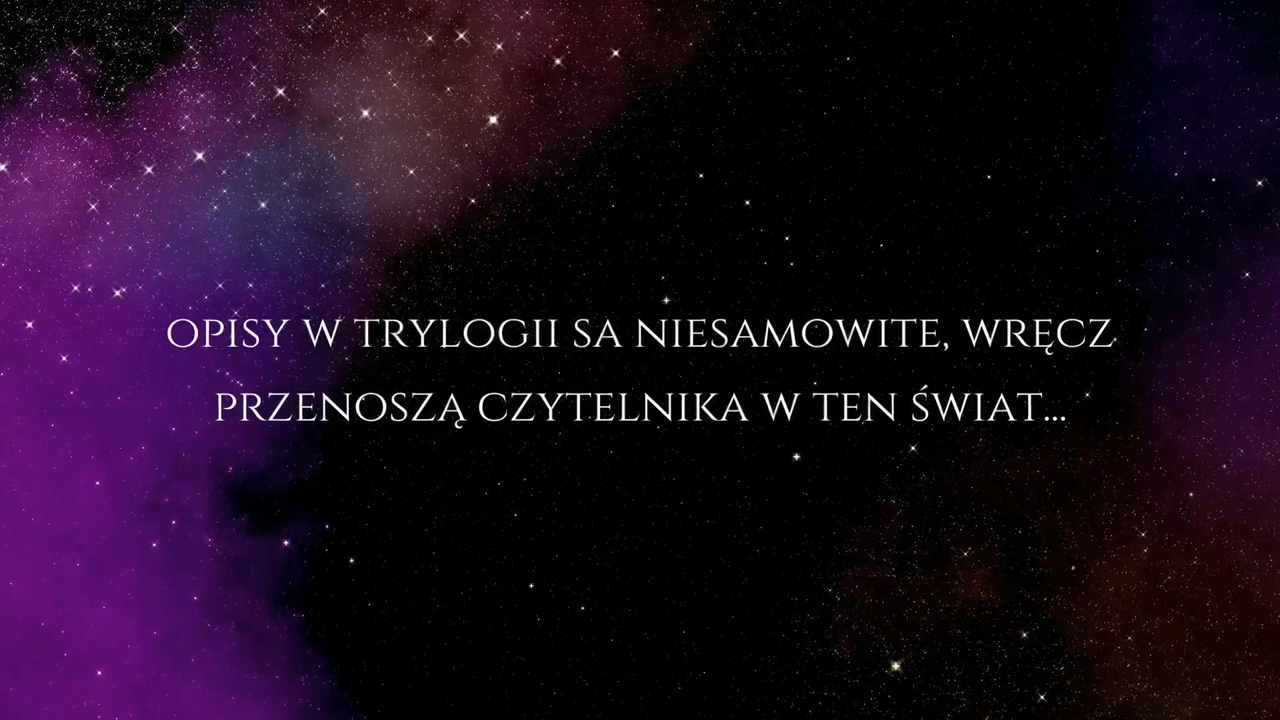 OPISY W TRYLOGII SA NIESAMOWITE, WRĘCZ
PRZENOSZĄ CZYTELNIKA W TEN ŚWIAT...